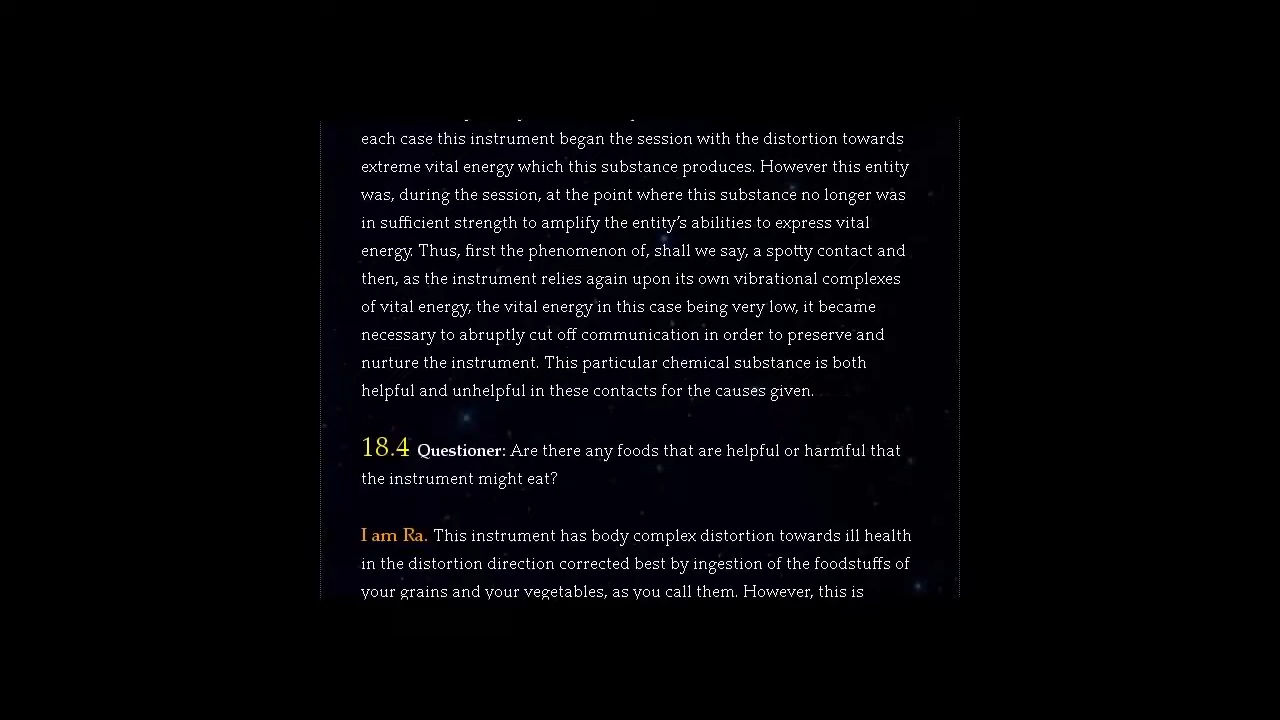 each case this instrument began the session with the distortion towards
extreme vital energy which this substance produces. However this entity
was, during the session, at the point where this substance no longer was
in sufficient strength to amplify the entity’s abilities to express vital
energy. Thus, first the phenomenon of, shall we say, a spotty contact and
then, as the instrument relies again upon its own vibrational complexes
of vital energy, the vital energy in this case being very low, it became
necessary to abruptly cut off communication in order to preserve and
nurture the instrument. This particular chemical substance is both
helpful and unhelpful in these contacts for the causes given.
18.4 Questioner: Are there any foods that are helpful or harmful that
the instrument might eat?
I am Ra. This instrument has body complex distortion towards ill health
in the distortion direction corrected best by ingestion of the foodstuffs of
your grains and your vegetables, as you call them. However, this is